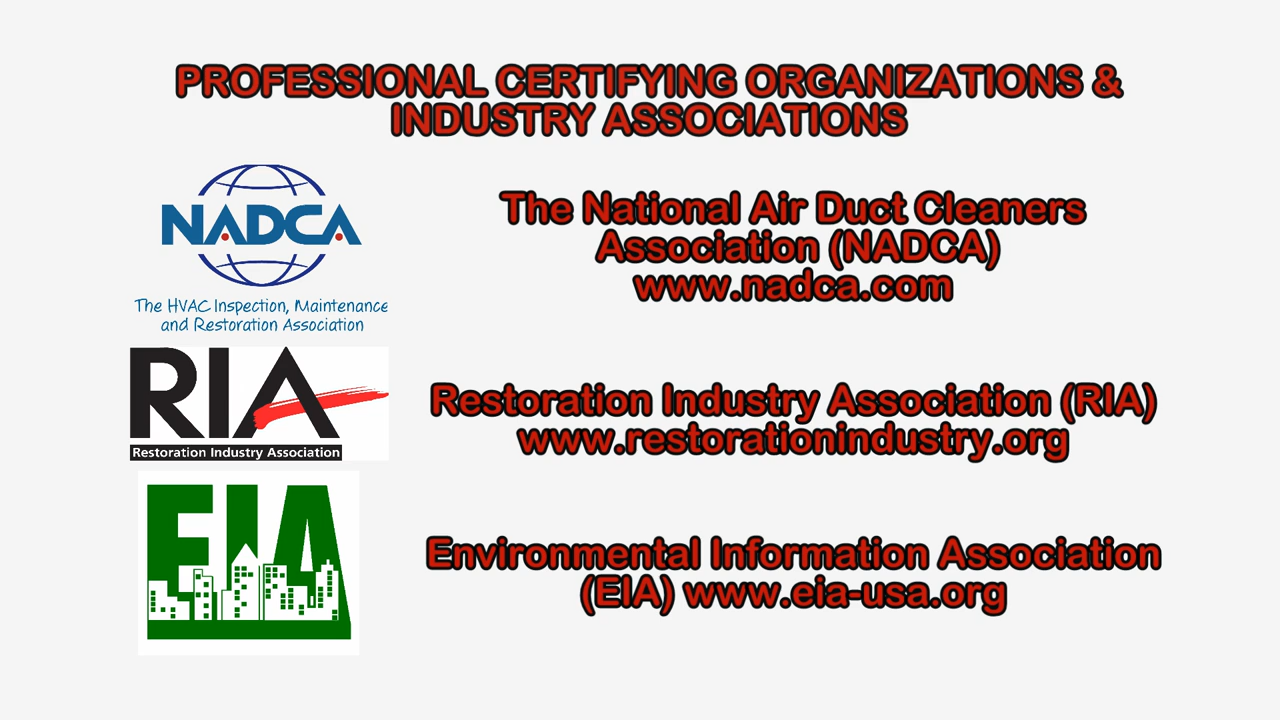 PROFESSIONAL CERTIFYING ORGANIZATIONS &
INDUSTRY ASSOCIATIONS
NADCA
The HVAC Inspection, Maintenance
and Restoration Association
The National Air Duct Cleaners
Association (NADCA)
www.nadca.com
RIA
Restoration Industry Association
Restoration Industry Association (RIA)
www.restorationindustry.org
EIA
Environmental Information Association
(EIA) www.eia-usa.org